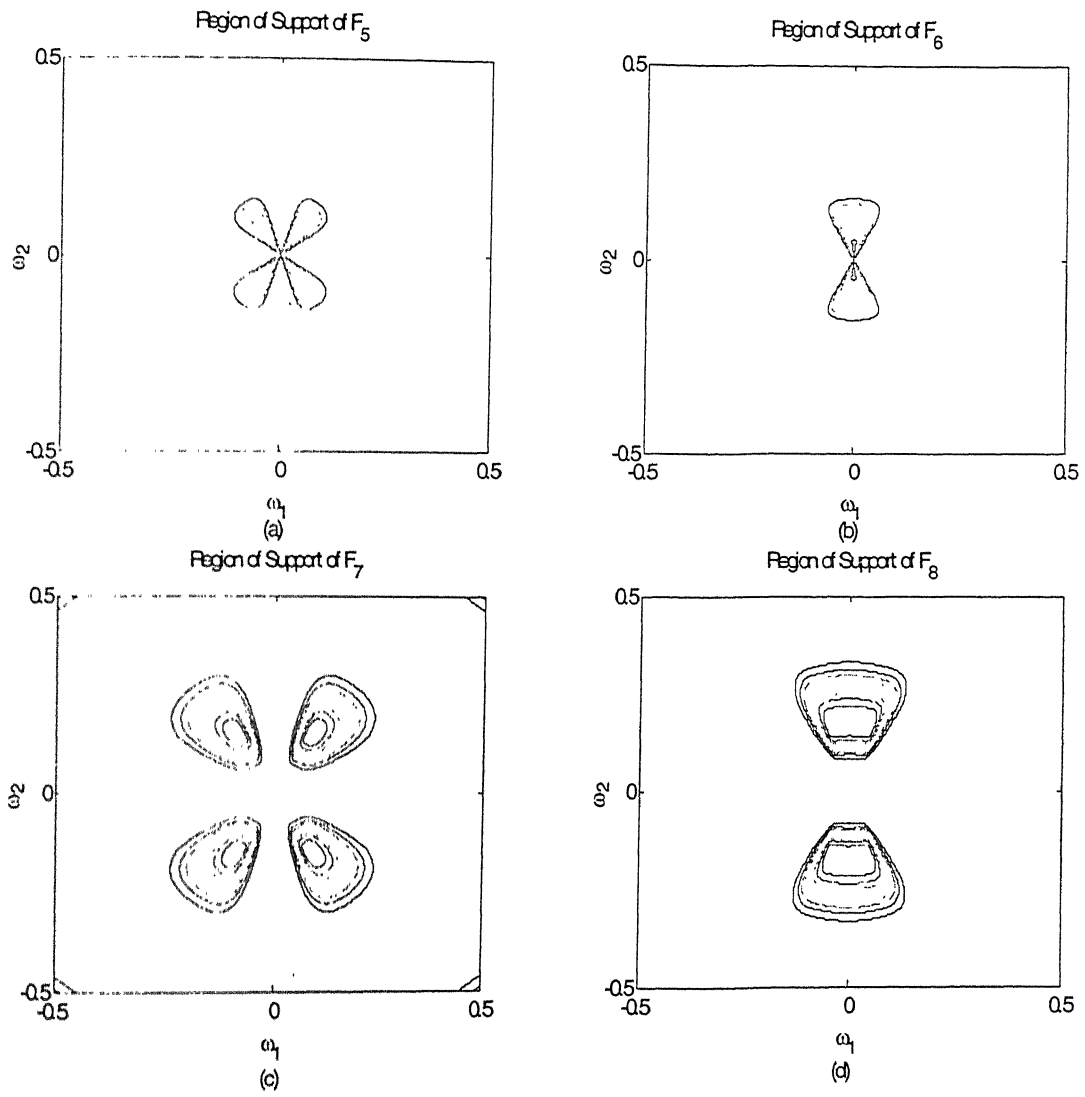 Region of Support of F5
0.5
ω2
0
-0.5
-0.5
0
0.5
ω1
(a)
Region of Support of F6
0.5
ω2
0
-0.5
-0.5
0
0.5
ω1
(b)
Region of Support of F7
0.5
ω2
0
-0.5
-0.5
0
0.5
ω1
(c)
Region of Support of F8
0.5
ω2
0
-0.5
-0.5
0
0.5
ω1
(d)